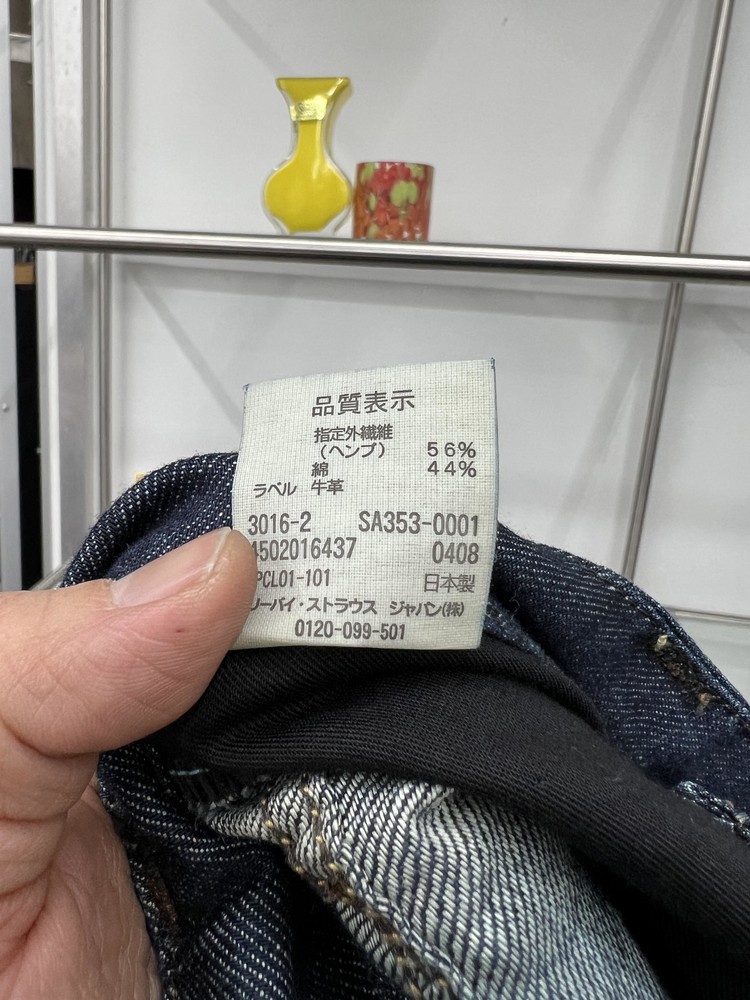 品質表示
指定外繊維
(ヘンプ) 56%
綿 44%
ラベル 牛革
3016-2 SA353-0001
4502016437 0408
PCL01-101 日本製
リーバイ・ストラウス ジャパン(株)
0120-099-501